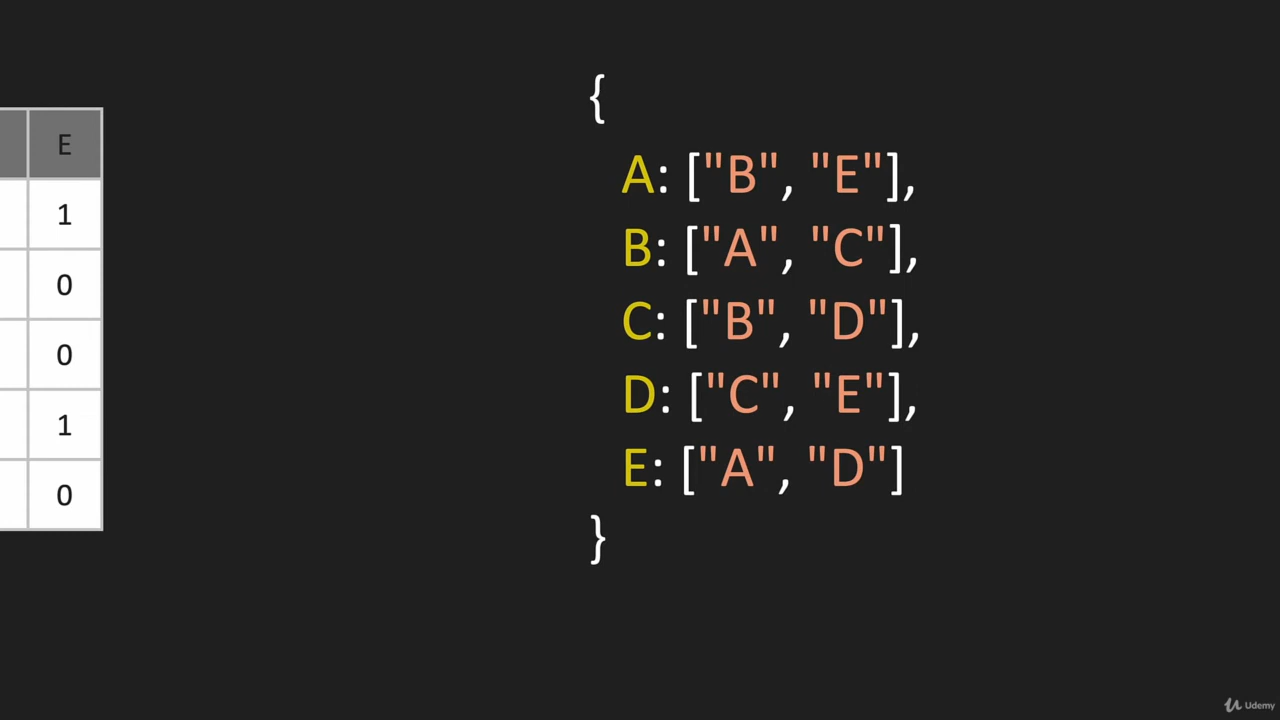 E
1
0
0
1
0
{
A: ["B", "E"],
B: ["A", "C"],
C: ["B", "D"],
D: ["C", "E"],
E: ["A", "D"]
}
Udemy